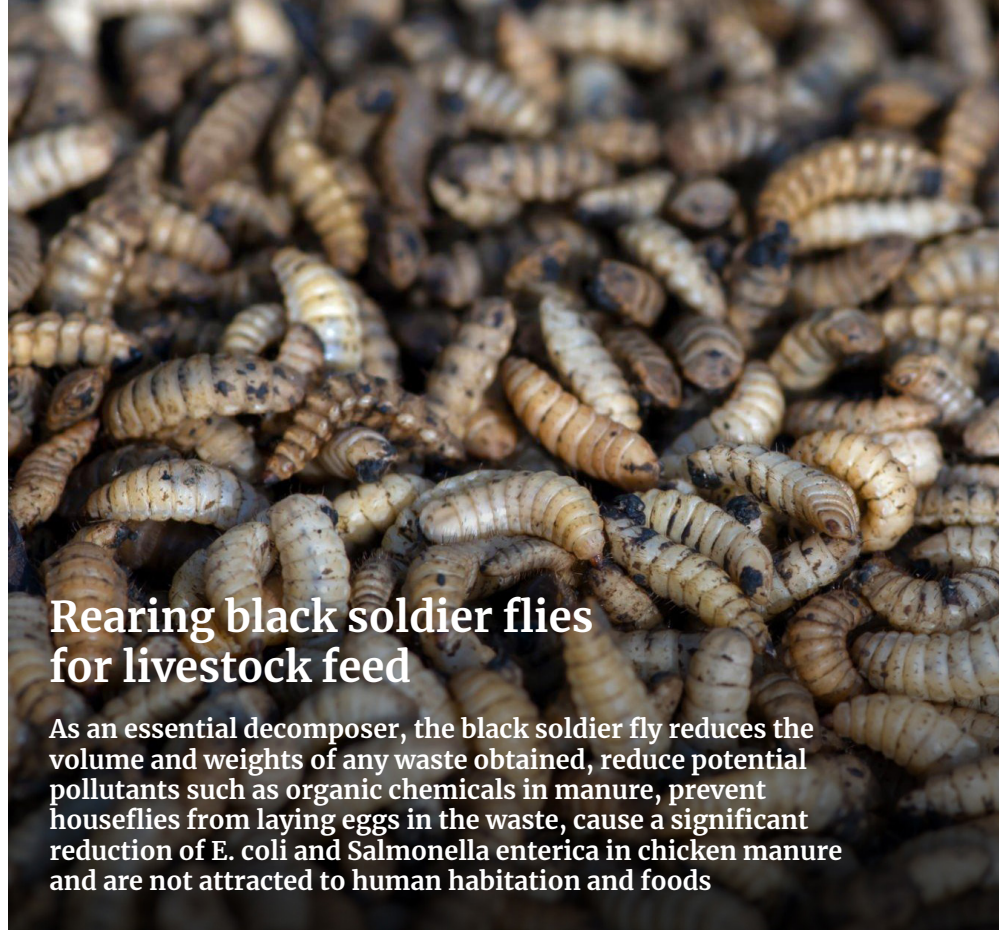 Rearing black soldier flies
for livestock feed
As an essential decomposer, the black soldier fly reduces the
volume and weights of any waste obtained, reduce potential
pollutants such as organic chemicals in manure, prevent
houseflies from laying eggs in the waste, cause a significant
reduction of E. coli and Salmonella enterica in chicken manure
and are not attracted to human habitation and foods